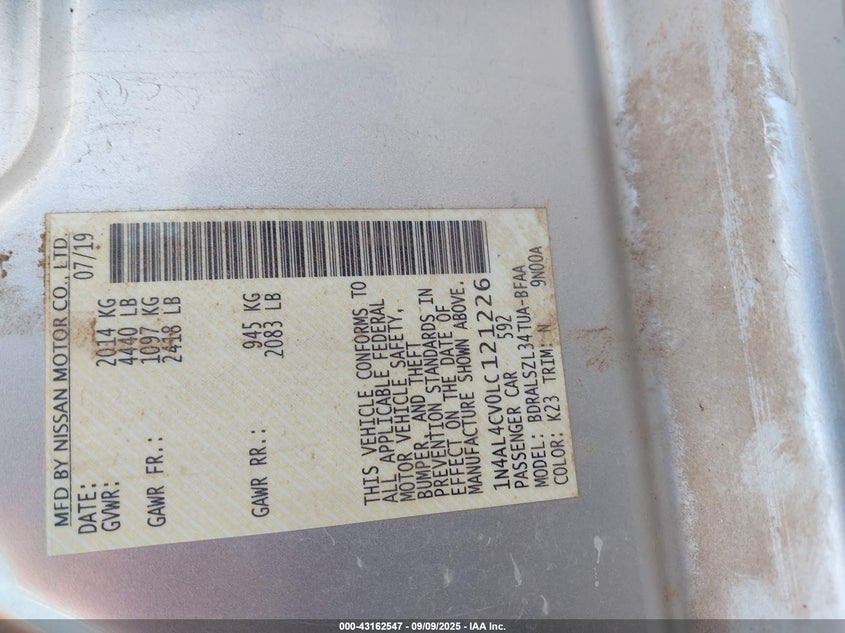 MFD BY NISSAN MOTOR CO., LTD
DATE: 07/19
GVWR: 2014 KG
4440 LB
GAWR FR.: 1097 KG
2418 LB
GAWR RR.: 945 KG
2083 LB
THIS VEHICLE CONFORMS TO
ALL APPLICABLE FEDERAL
MOTOR VEHICLE SAFETY,
BUMPER, AND THEFT
PREVENTION STANDARDS IN
EFFECT ON THE DATE OF
MANUFACTURE SHOWN ABOVE.
1N4AL4CV0LC121226
PASSENGER CAR 592
MODEL: BDRALSZL34TUA-BFAA
COLOR: K23 TRIM: N 9N00A
000-43162547 - 09/09/2025 - IAA Inc.